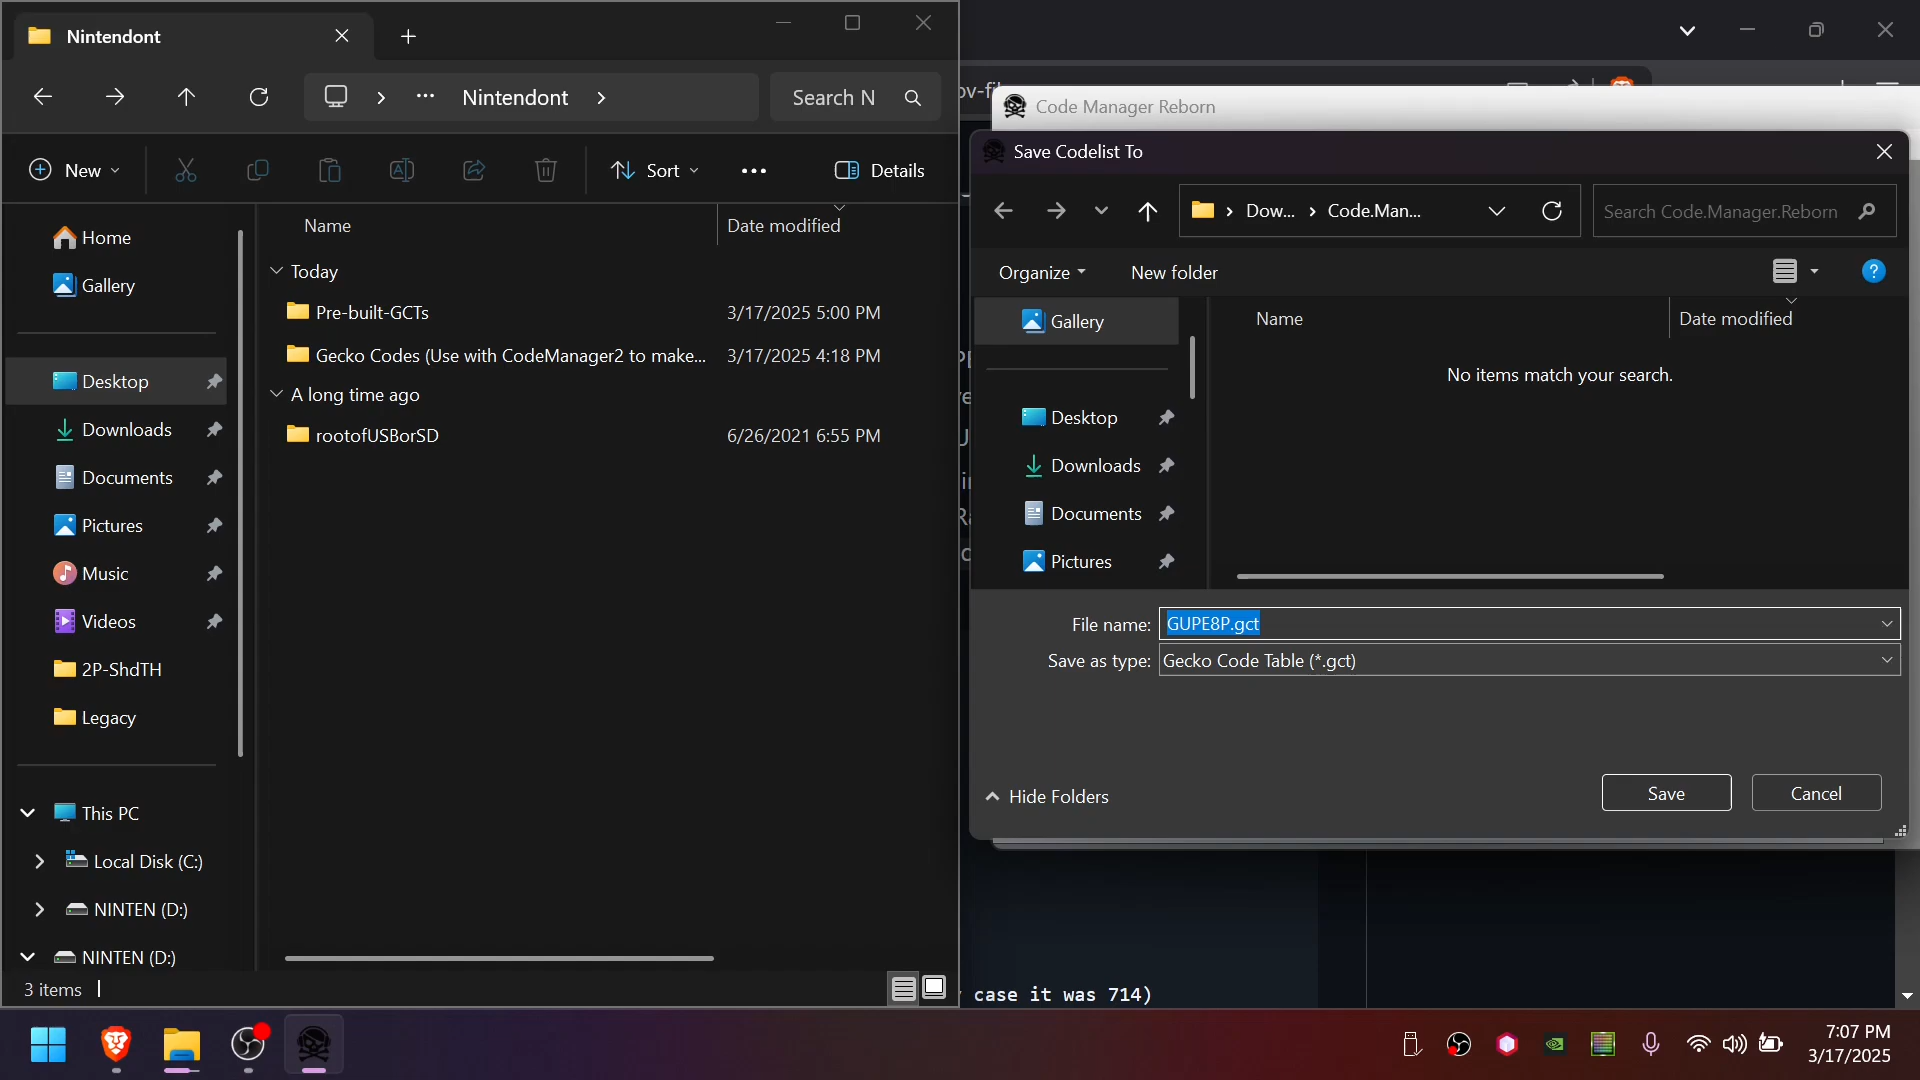 Nintendont
Nintendont
Search N
New
Sort
Details
Name
Date modified
Home
Gallery
Desktop
Downloads
Documents
Pictures
Music
Videos
2P-ShdTH
Legacy
This PC
Local Disk (C:)
NINTEN (D:)
NINTEN (D:)
Today
Pre-built-GCTs 3/17/2025 5:00 PM
Gecko Codes (Use with CodeManager2 to make... 3/17/2025 4:18 PM
A long time ago
rootofUSBorSD 6/26/2021 6:55 PM
3 items
Code Manager Reborn
Save Codelist To
Dow... Code.Man...
Search Code.Manager.Reborn
Organize
New folder
Gallery
Desktop
Downloads
Documents
Pictures
Name
Date modified
No items match your search.
File name: GUPE8P.gct
Save as type: Gecko Code Table (*.gct)
Hide Folders
Save
Cancel
case it was 714)
7:07 PM
3/17/2025